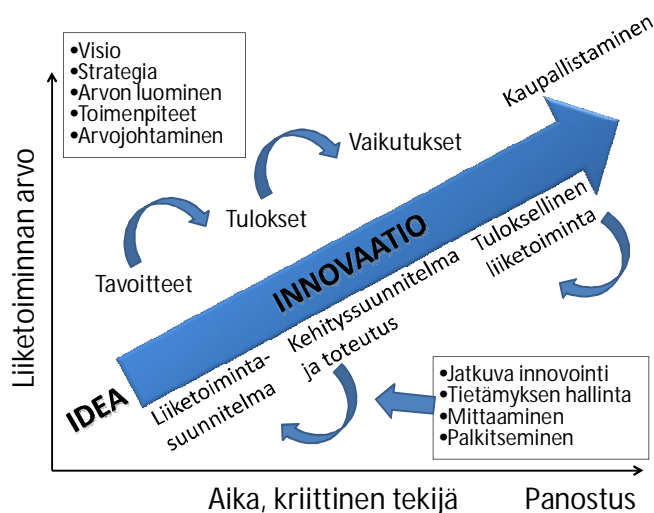 •Visio
•Strategia
•Arvon luominen
•Toimenpiteet
•Arvojohtaminen
Kaupallistaminen
Vaikutukset
Tulokset
Tavoitteet
Liiketoiminnan arvo
IDEA
INNOVAATIO
Liiketoiminta-
suunnitelma
Kehityssuunnitelma
ja toteutus
Tuloksellinen
liiketoiminta
•Jatkuva innovointi
•Tietämyksen hallinta
•Mittaaminen
•Palkitseminen
Aika, kriittinen tekijä
Panostus